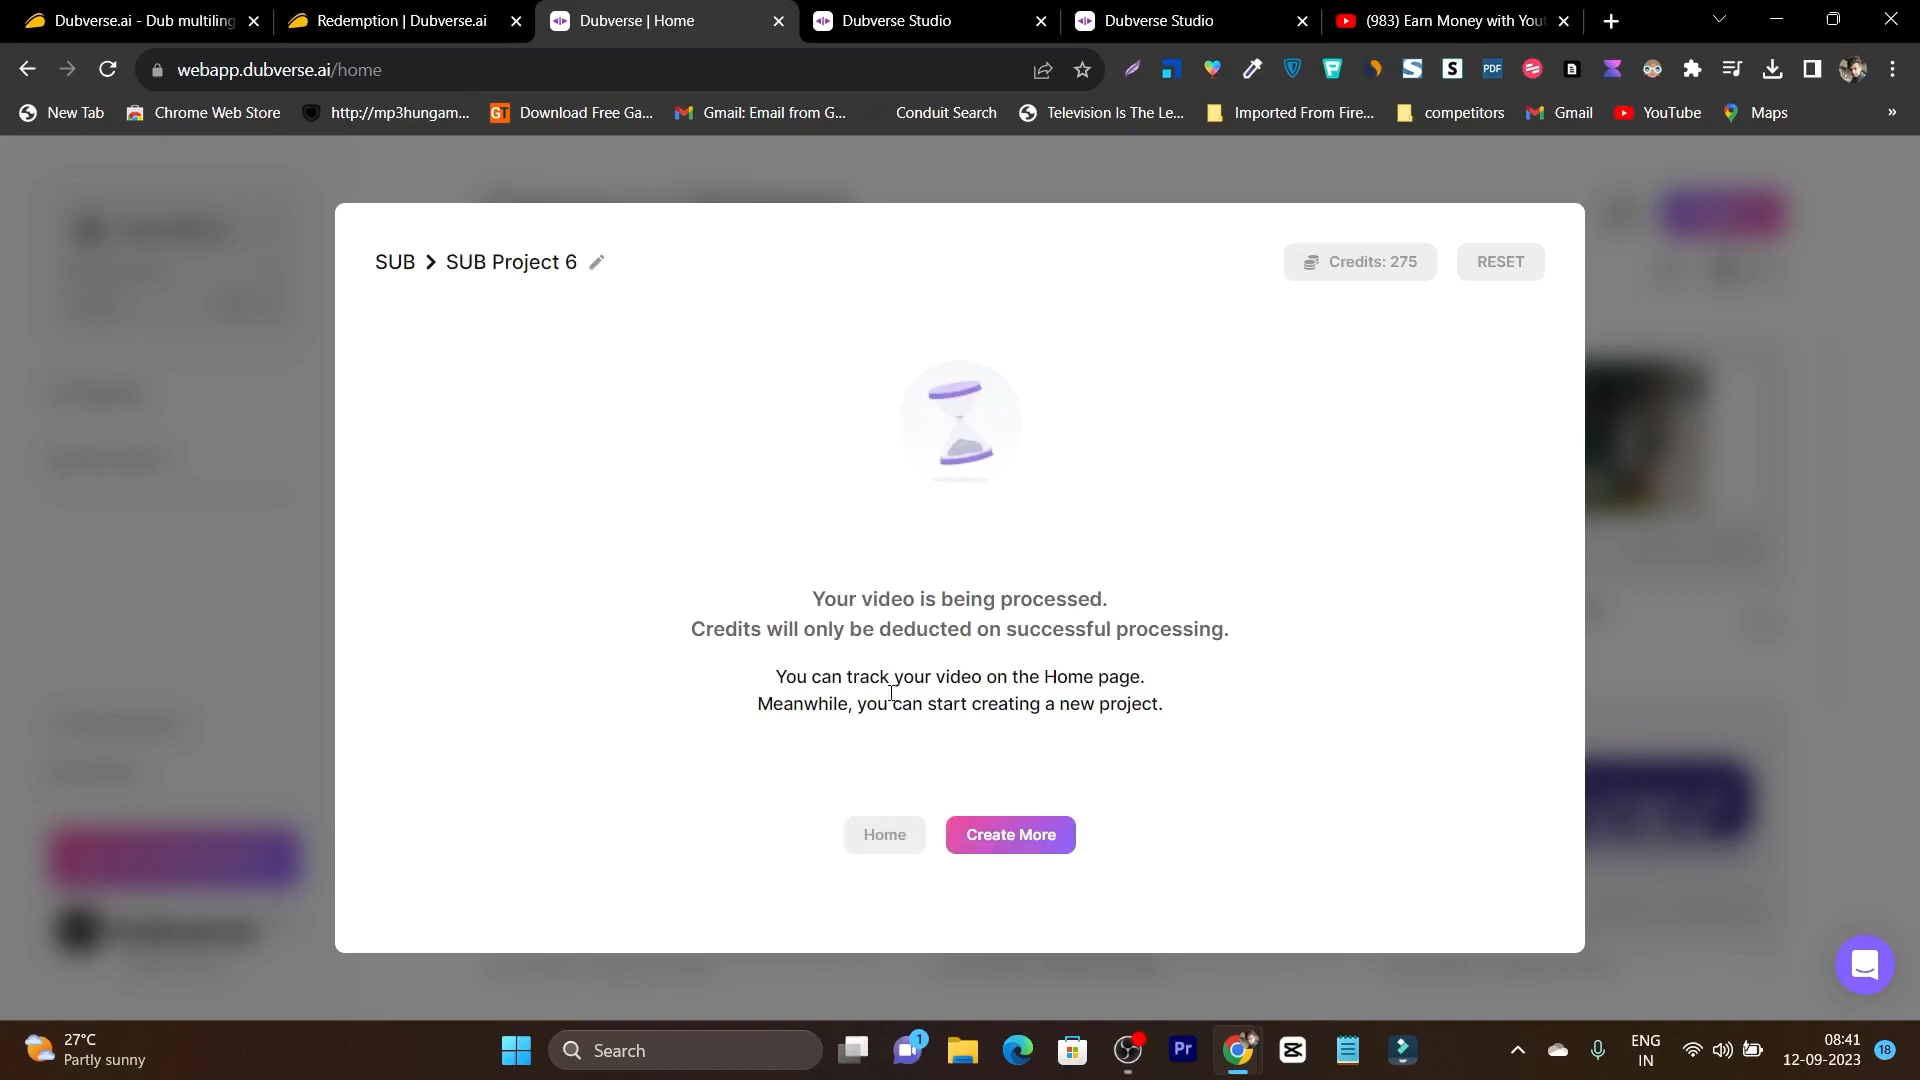 Dubverse.ai - Dub multiling
Redemption | Dubverse.ai
Dubverse | Home
Dubverse Studio
Dubverse Studio
(983) Earn Money with You
webapp.dubverse.ai/home
New Tab
Chrome Web Store
http://mp3hungam...
GT Download Free Ga...
Gmail: Email from G...
Conduit Search
Television Is The Le...
Imported From Fire...
competitors
Gmail
YouTube
Maps
»
SUB > SUB Project 6
Credits: 275
RESET
Your video is being processed.
Credits will only be deducted on successful processing.
You can track your video on the Home page.
Meanwhile, you can start creating a new project.
Home
Create More
27°C
Partly sunny
Search
1
Pr
ENG
IN
08:41
12-09-2023
18